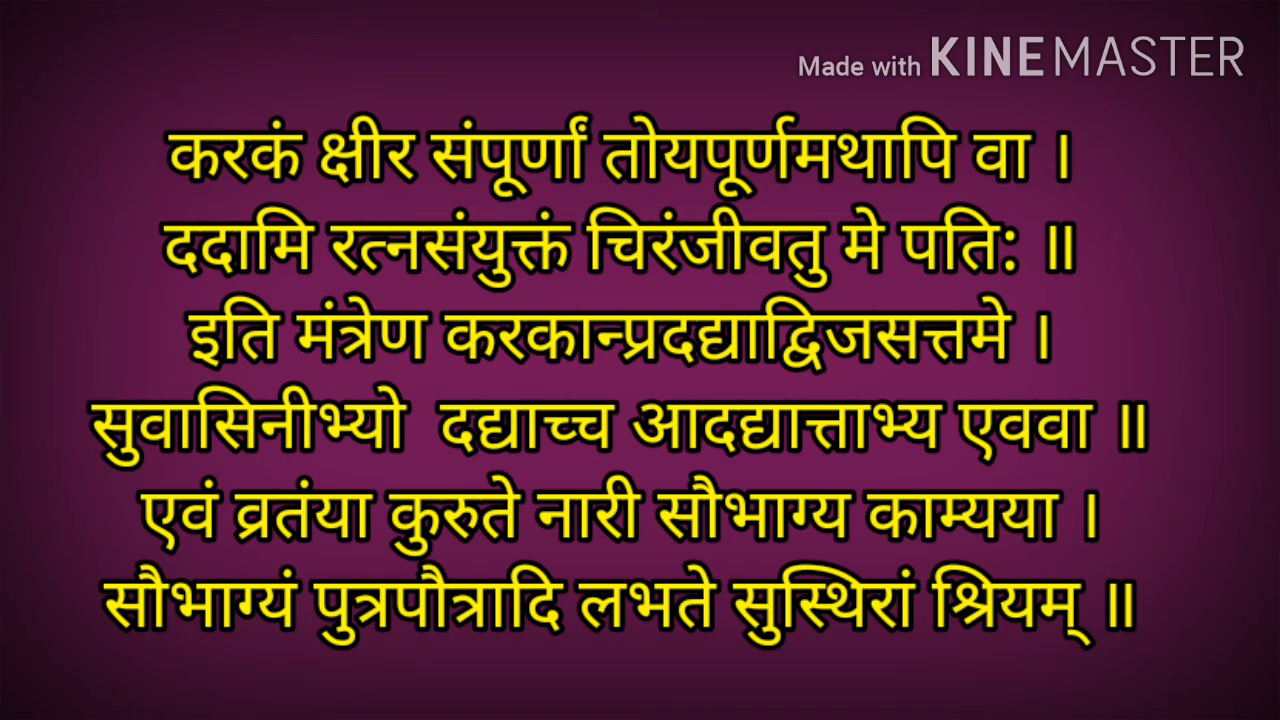 Made with KINEMASTER
करकं क्षीर संपूर्णां तोयपूर्णमथापि वा ।
ददामि रत्नसंयुक्तं चिरंजीवतु मे पति: ॥
इति मंत्रेण करकान्प्रदद्याद्विजसत्तमे ।
सुवासिनीभ्यो दद्याच्च आदद्यात्ताभ्य एववा ॥
एवं व्रतंया कुरुते नारी सौभाग्य काम्यया ।
सौभाग्यं पुत्रपौत्रादि लभते सुस्थिरां श्रियम् ॥